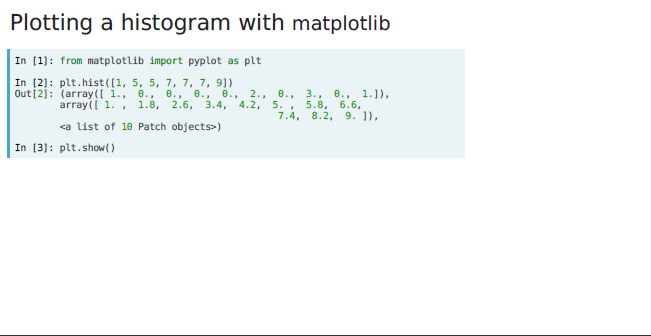 Plotting a histogram with matplotlib
In [1]: from matplotlib import pyplot as plt
In [2]: plt.hist([1, 5, 5, 7, 7, 7, 9])
Out[2]: (array([ 1., 0., 0., 0., 0., 2., 0., 3., 0., 1.]),
array([ 1. , 1.8, 2.6, 3.4, 4.2, 5. , 5.8, 6.6,
7.4, 8.2, 9. ]),
<a list of 10 Patch objects>)
In [3]: plt.show()